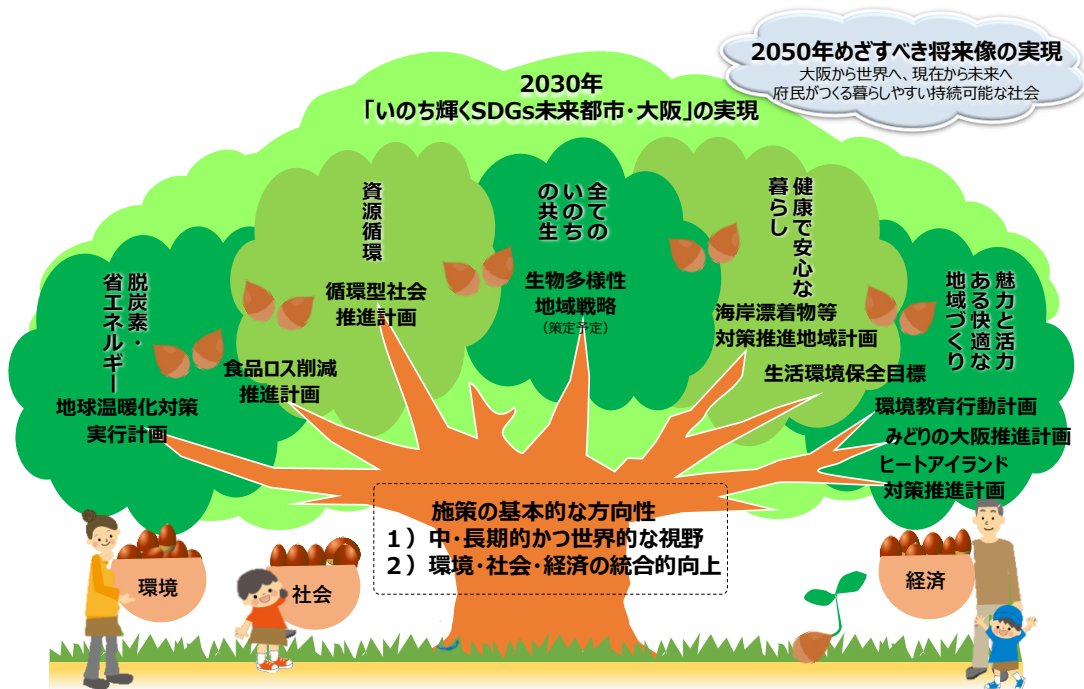 2050年めざすべき将来像の実現
大阪から世界へ、現在から未来へ
府民がつくる暮らしやすい持続可能な社会
2030年
「いのち輝くSDGs未来都市・大阪」の実現
脱炭素・
省エネルギー
地球温暖化対策
実行計画
資源循環
循環型社会
推進計画
食品ロス削減
推進計画
全ての
いのち
の共生
生物多様性
地域戦略
（策定予定）
健康で安心な
暮らし
海岸漂着物等
対策推進地域計画
生活環境保全目標
魅力と活力
ある快適な
地域づくり
環境教育行動計画
みどりの大阪推進計画
ヒートアイランド
対策推進計画
施策の基本的な方向性
１）中・長期的かつ世界的な視野
２）環境・社会・経済の統合的向上
環境
社会
経済